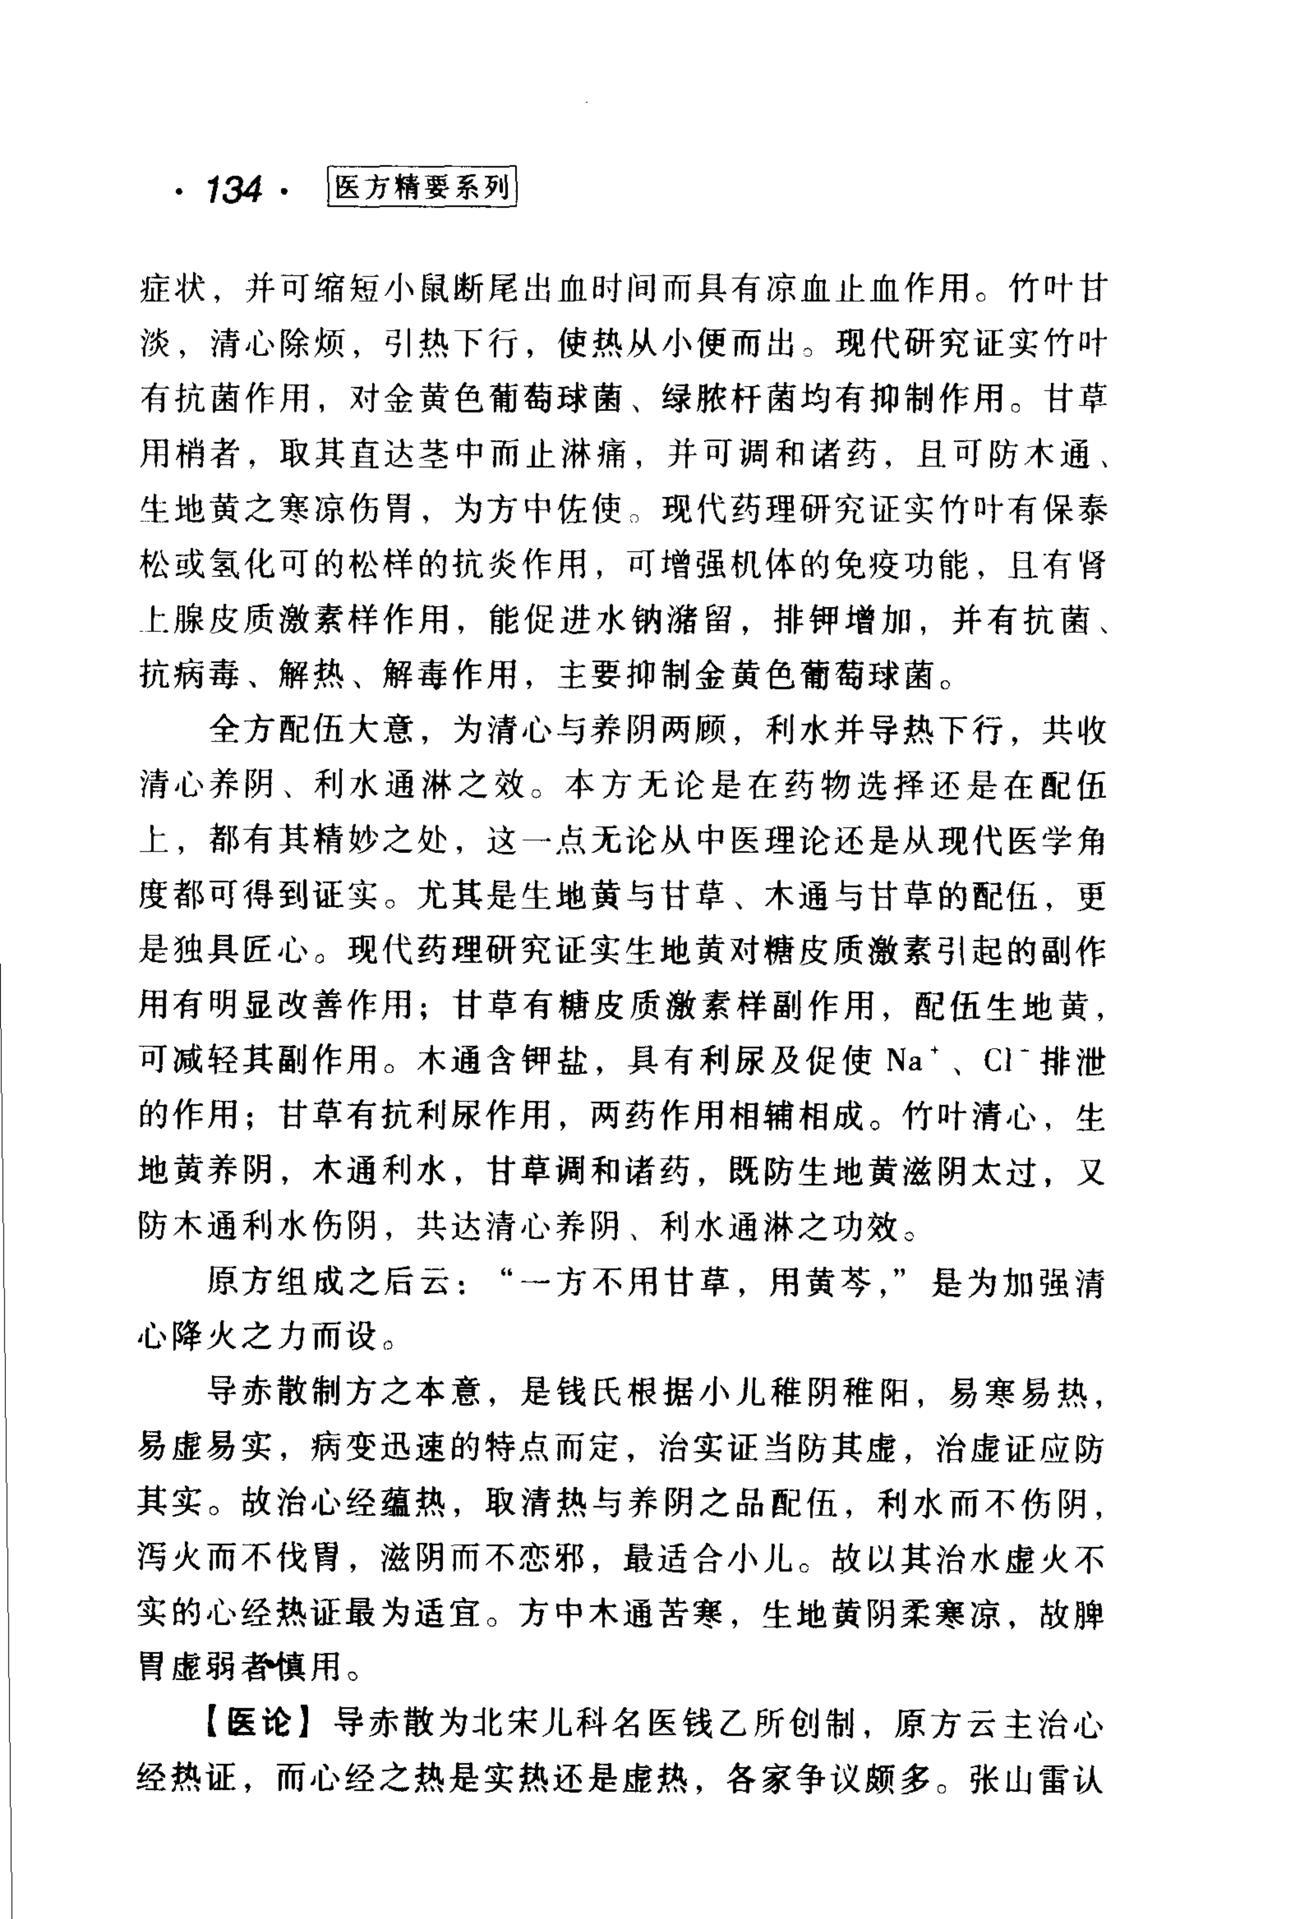 · 134 · 医方精要系列
症状，并可缩短小鼠断尾出血时间而具有凉血止血作用。竹叶甘
淡，清心除烦，引热下行，使热从小便而出。现代研究证实竹叶
有抗菌作用，对金黄色葡萄球菌、绿脓杆菌均有抑制作用。甘草
用梢者，取其直达茎中而止淋痛，并可调和诸药，且可防木通、
生地黄之寒凉伤胃，为方中佐使。现代药理研究证实竹叶有保泰
松或氢化可的松样的抗炎作用，可增强机体的免疫功能，且有肾
上腺皮质激素样作用，能促进水钠潴留，排钾增加，并有抗菌、
抗病毒、解热、解毒作用，主要抑制金黄色葡萄球菌。
全方配伍大意，为清心与养阴两顾，利水并导热下行，共收
清心养阴、利水通淋之效。本方无论是在药物选择还是在配伍
上，都有其精妙之处，这一点无论从中医理论还是从现代医学角
度都可得到证实。尤其是生地黄与甘草、木通与甘草的配伍，更
是独具匠心。现代药理研究证实生地黄对糖皮质激素引起的副作
用有明显改善作用；甘草有糖皮质激素样副作用，配伍生地黄，
可减轻其副作用。木通含钾盐，具有利尿及促使 Na⁺、Cl⁻排泄
的作用；甘草有抗利尿作用，两药作用相辅相成。竹叶清心，生
地黄养阴，木通利水，甘草调和诸药，既防生地黄滋阴太过，又
防木通利水伤阴，共达清心养阴、利水通淋之功效。
原方组成之后云：“一方不用甘草，用黄芩，”是为加强清
心降火之力而设。
导赤散制方之本意，是钱氏根据小儿稚阴稚阳，易寒易热，
易虚易实，病变迅速的特点而定，治实证当防其虚，治虚证应防
其实。故治心经蕴热，取清热与养阴之品配伍，利水而不伤阴，
泻火而不伐胃，滋阴而不恋邪，最适合小儿。故以其治水虚火不
实的心经热证最为适宜。方中木通苦寒，生地黄阴柔寒凉，故脾
胃虚弱者慎用。
【医论】导赤散为北宋儿科名医钱乙所创制，原方云主治心
经热证，而心经之热是实热还是虚热，各家争议颇多。张山雷认